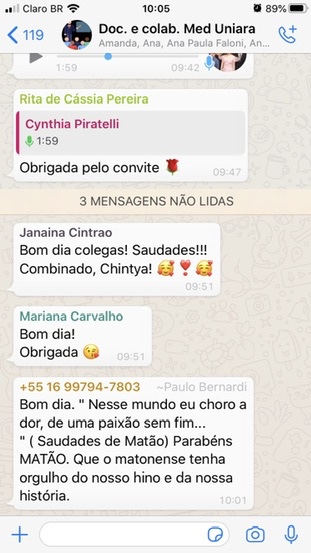 Claro BR 10:05 89%
119 Doc. e colab. Med Uniara
Amanda, Ana, Ana Paula Faloni, An...
1:59 09:42
Rita de Cássia Pereira
Cynthia Piratelli
1:59
Obrigada pelo convite 🌹
09:47
3 MENSAGENS NÃO LIDAS
Janaina Cintrao
Bom dia colegas! Saudades!!!
Combinado, Chintya! 🥰❣️🥰
09:51
Mariana Carvalho
Bom dia!
Obrigada 😘 09:51
+55 16 99794-7803 ~Paulo Bernardi
Bom dia. " Nesse mundo eu choro a
dor, de uma paixão sem fim...
" ( Saudades de Matão) Parabéns
MATÃO. Que o matonense tenha
orgulho do nosso hino e da nossa
história.
10:01